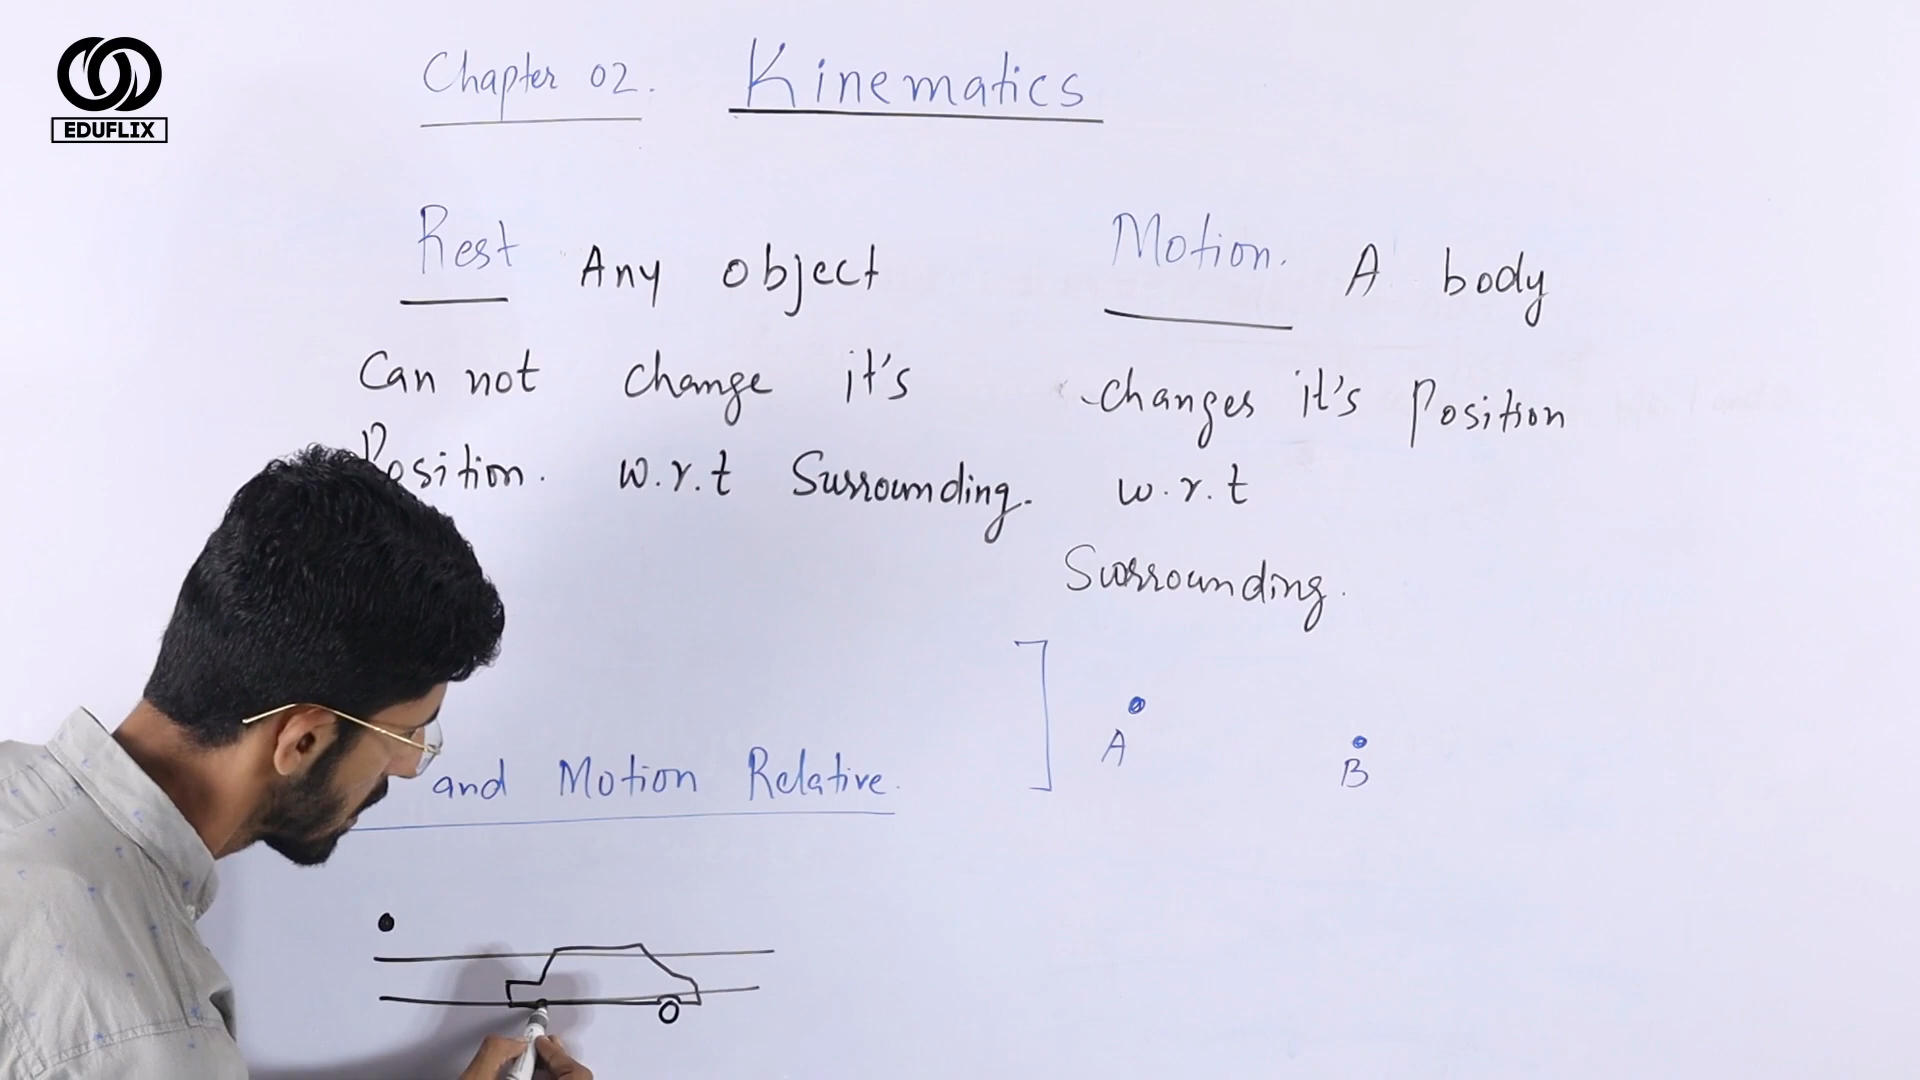 EDUFLIX
Chapter 02. Kinematics
Rest Any object
Can not change it's
Position. w.r.t Surrounding.
Motion. A body
changes it's Position
w.r.t
Surrounding.
and Motion Relative.
A
B